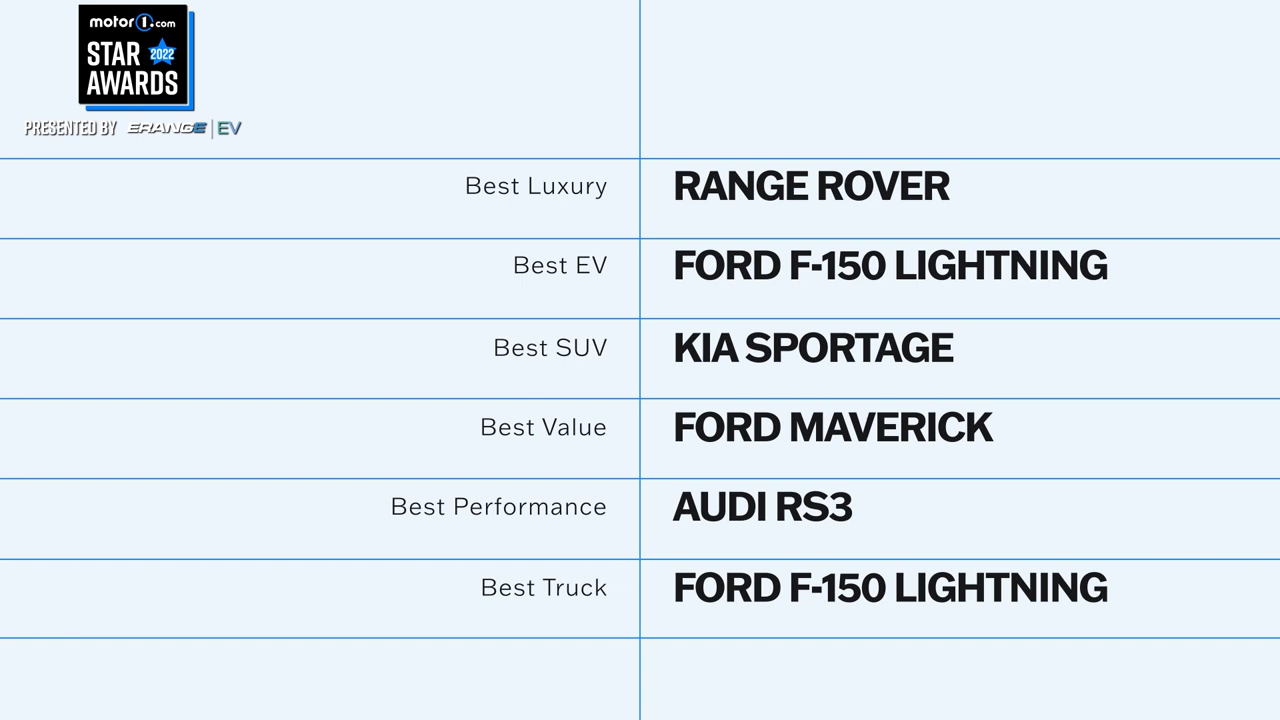 motor1.com
STAR 2022
AWARDS
PRESENTED BY ERANGE | EV
Best Luxury RANGE ROVER
Best EV FORD F-150 LIGHTNING
Best SUV KIA SPORTAGE
Best Value FORD MAVERICK
Best Performance AUDI RS3
Best Truck FORD F-150 LIGHTNING